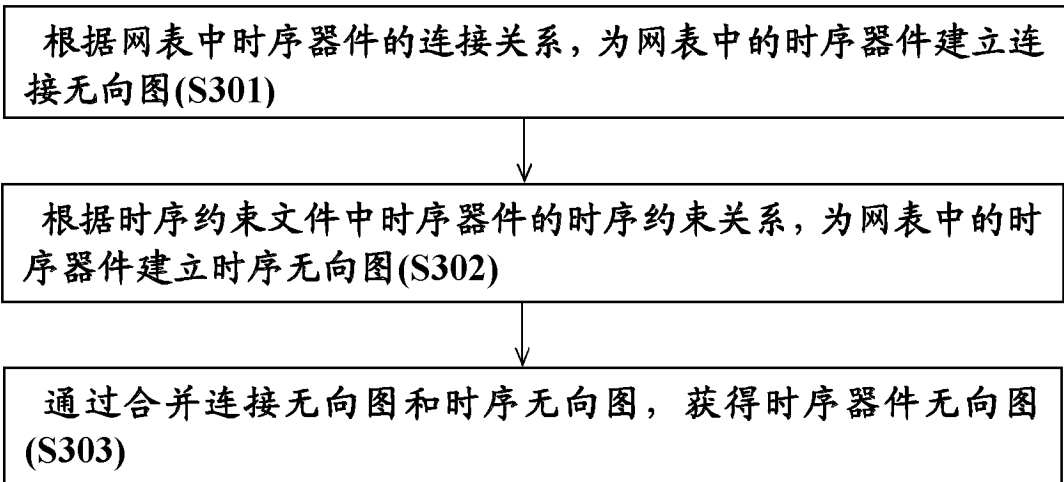 根据网表中时序器件的连接关系，为网表中的时序器件建立连
接无向图(S301)
根据时序约束文件中时序器件的时序约束关系，为网表中的时
序器件建立时序无向图(S302)
通过合并连接无向图和时序无向图，获得时序器件无向图
(S303)